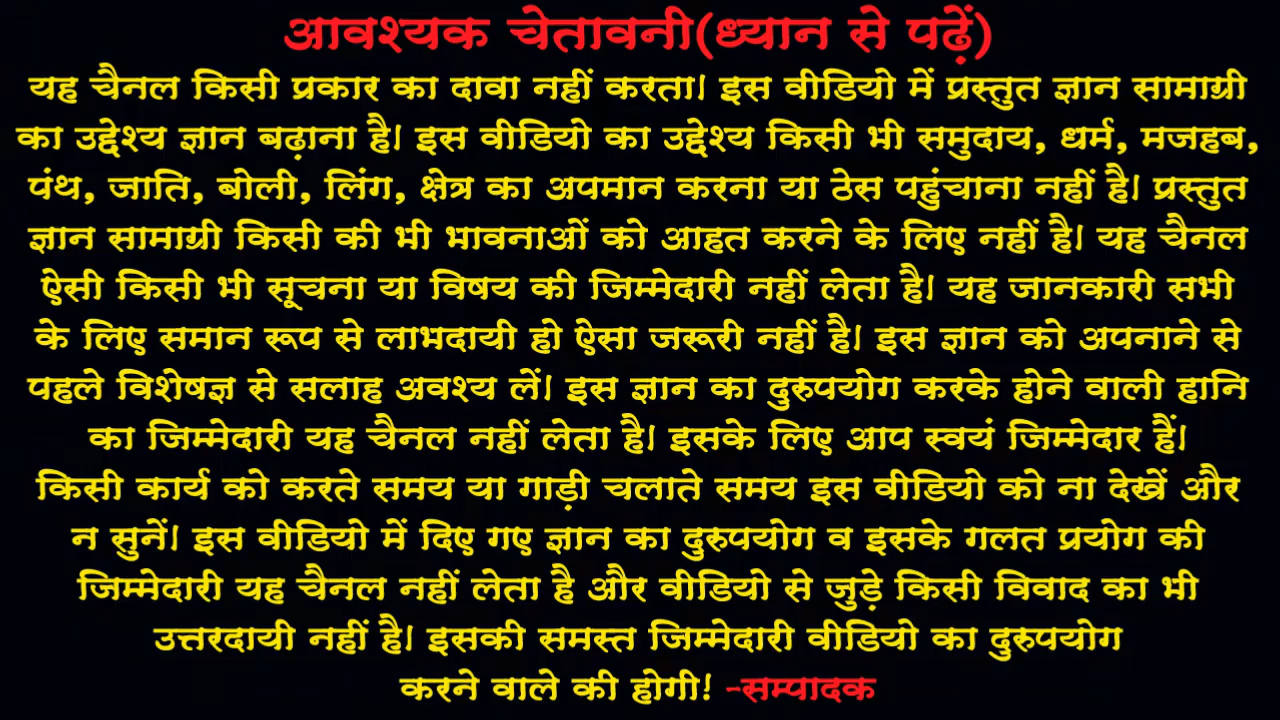 आवश्यक चेतावनी(ध्यान से पढ़ें)
यह चैनल किसी प्रकार का दावा नहीं करता। इस वीडियो में प्रस्तुत ज्ञान सामाग्री
का उद्देश्य ज्ञान बढ़ाना है। इस वीडियो का उद्देश्य किसी भी समुदाय, धर्म, मजहब,
पंथ, जाति, बोली, लिंग, क्षेत्र का अपमान करना या ठेस पहुंचाना नहीं है। प्रस्तुत
ज्ञान सामाग्री किसी की भी भावनाओं को आहत करने के लिए नहीं है। यह चैनल
ऐसी किसी भी सूचना या विषय की जिम्मेदारी नहीं लेता है। यह जानकारी सभी
के लिए समान रूप से लाभदायी हो ऐसा जरूरी नहीं है। इस ज्ञान को अपनाने से
पहले विशेषज्ञ से सलाह अवश्य लें। इस ज्ञान का दुरुपयोग करके होने वाली हानि
का जिम्मेदारी यह चैनल नहीं लेता है। इसके लिए आप स्वयं जिम्मेदार हैं।
किसी कार्य को करते समय या गाड़ी चलाते समय इस वीडियो को ना देखें और
न सुनें। इस वीडियो में दिए गए ज्ञान का दुरुपयोग व इसके गलत प्रयोग की
जिम्मेदारी यह चैनल नहीं लेता है और वीडियो से जुड़े किसी विवाद का भी
उत्तरदायी नहीं है। इसकी समस्त जिम्मेदारी वीडियो का दुरुपयोग
करने वाले की होगी! -सम्पादक